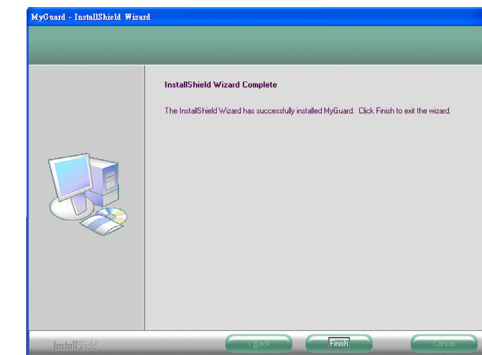 MyGuard - InstallShield Wizard
InstallShield Wizard Complete
The InstallShield Wizard has successfully installed MyGuard. Click Finish to exit the wizard.
InstallShield
< Back
Finish
Cancel